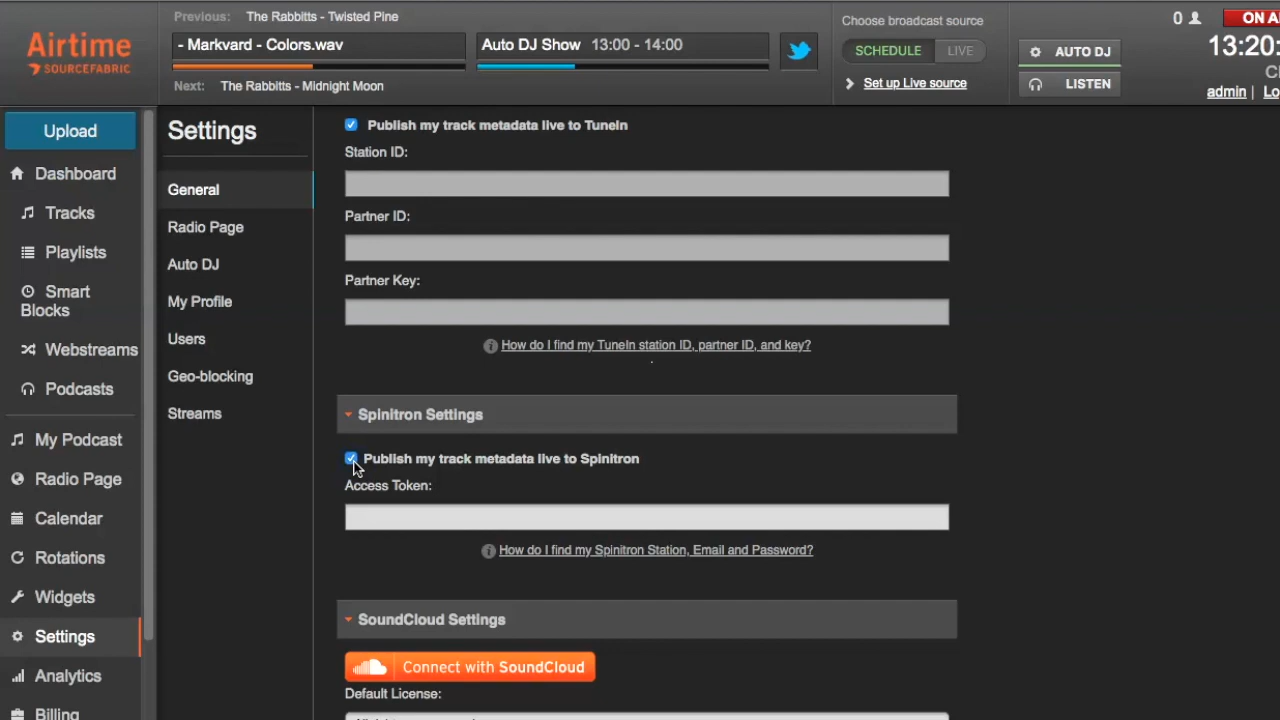 Airtime
SOURCEFABRIC
Previous: The Rabbitts - Twisted Pine
- Markvard - Colors.wav
Next: The Rabbitts - Midnight Moon
Auto DJ Show 13:00 - 14:00
Choose broadcast source
SCHEDULE LIVE
Set up Live source
AUTO DJ
LISTEN
0
ON A
13:20:
admin | Lo
Upload
Dashboard
Tracks
Playlists
Smart
Blocks
Webstreams
Podcasts
My Podcast
Radio Page
Calendar
Rotations
Widgets
Settings
Analytics
Billing
Settings
General
Radio Page
Auto DJ
My Profile
Users
Geo-blocking
Streams
Publish my track metadata live to TuneIn
Station ID:
Partner ID:
Partner Key:
How do I find my TuneIn station ID, partner ID, and key?
Spinitron Settings
Publish my track metadata live to Spinitron
Access Token:
How do I find my Spinitron Station, Email and Password?
SoundCloud Settings
Connect with SoundCloud
Default License: